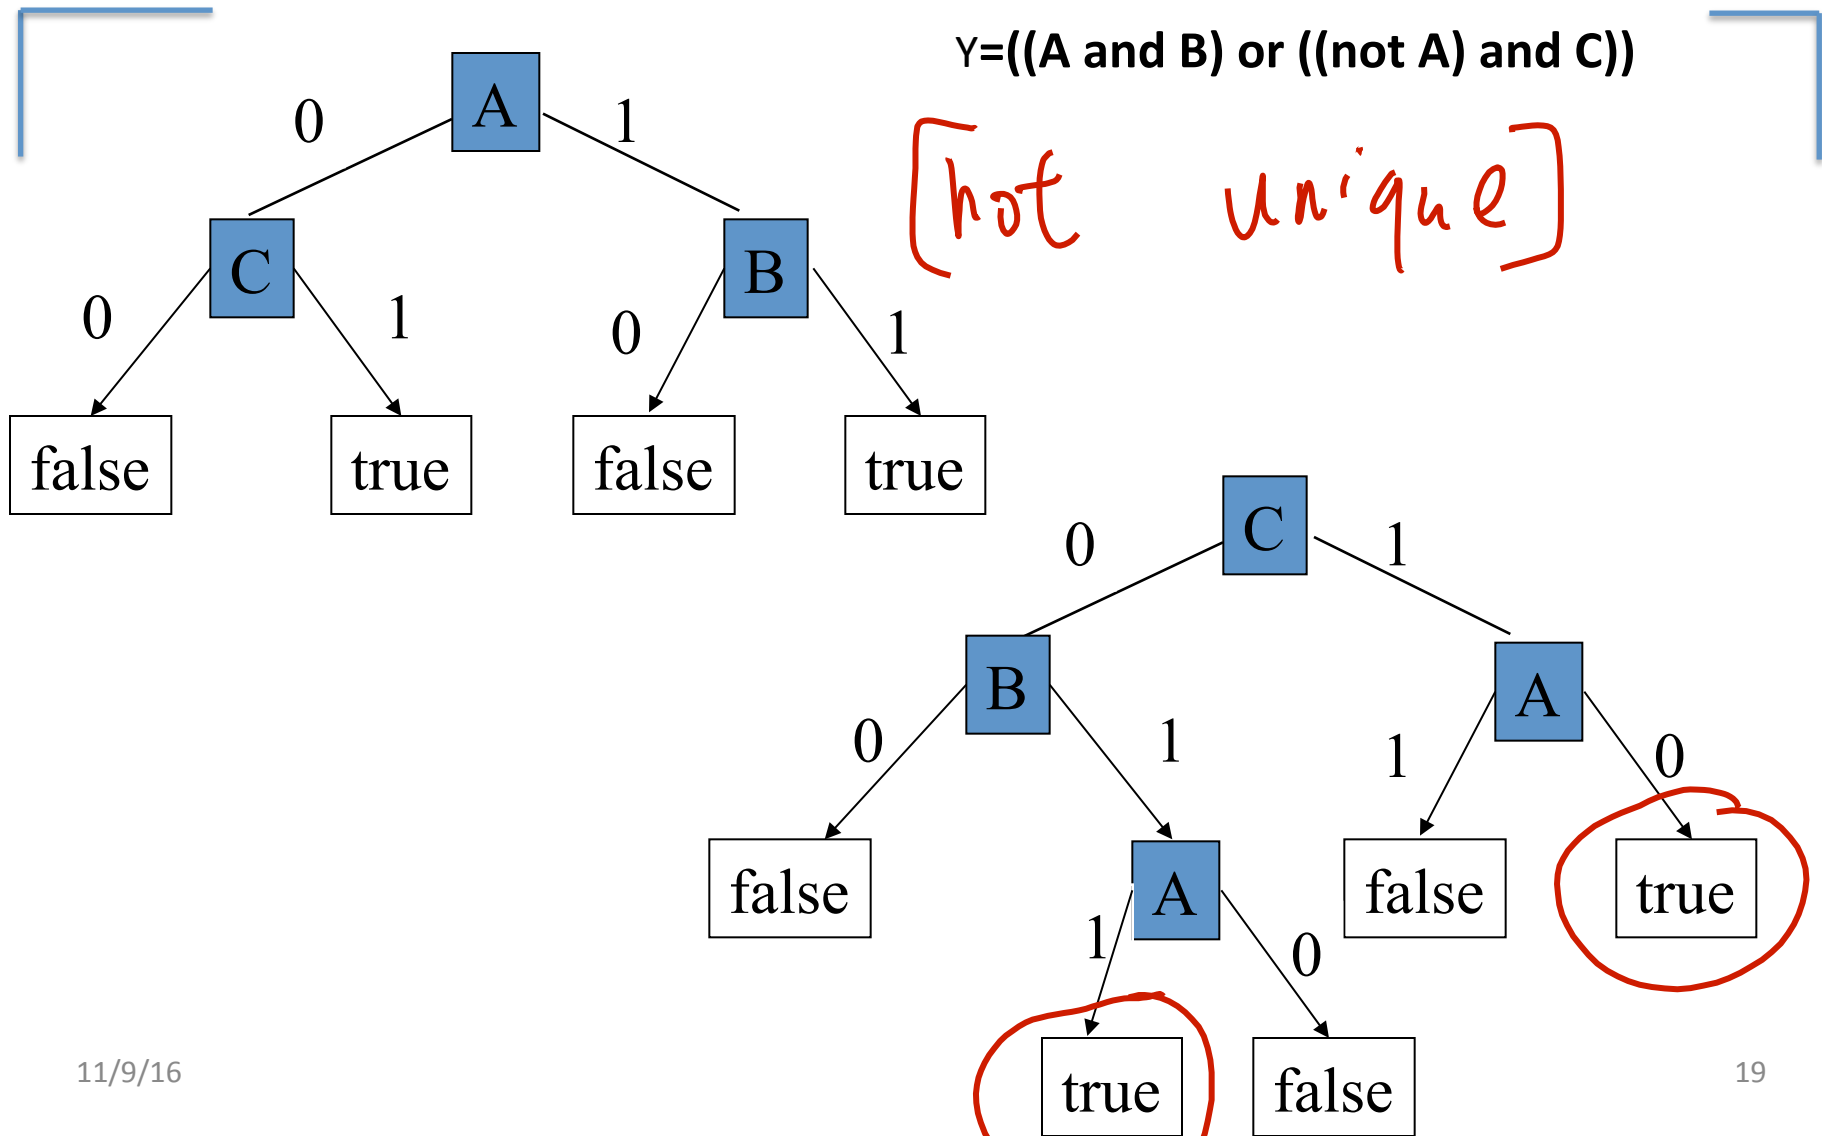 Y=((A and B) or ((not A) and C))
A
0 1
[not unique]
C B
0 1 0 1
false true false true
C
0 1
B A
0 1 1 0
false A false true
1 0
true false
11/9/16 19